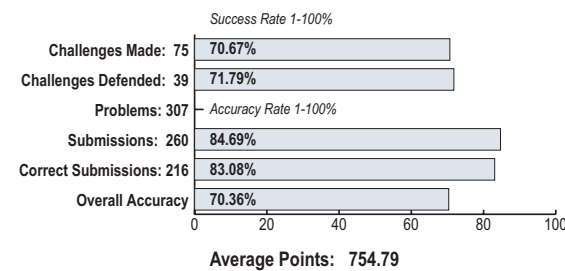 Success Rate 1-100%
Challenges Made: 75 70.67%
Challenges Defended: 39 71.79%
Problems: 307 Accuracy Rate 1-100%
Submissions: 260 84.69%
Correct Submissions: 216 83.08%
Overall Accuracy 70.36%
0 20 40 60 80 100
Average Points: 754.79